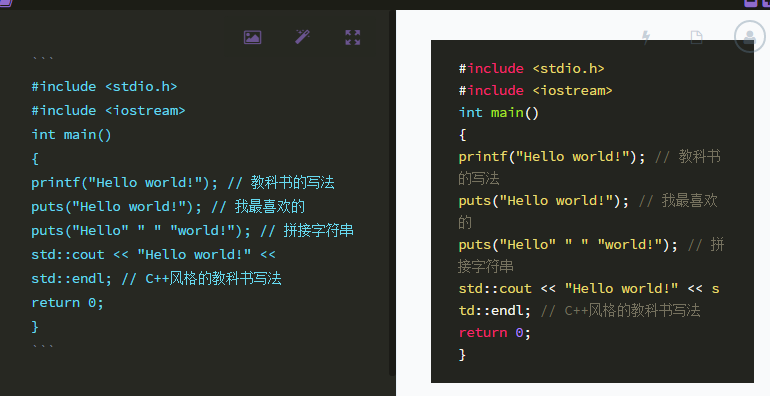 ```
#include <stdio.h>
#include <iostream>
int main()
{
printf("Hello world!"); // 教科书的写法
puts("Hello world!"); // 我最喜欢的
puts("Hello" " " "world!"); // 拼接字符串
std::cout << "Hello world!" <<
std::endl; // C++风格的教科书写法
return 0;
}
```
#include <stdio.h>
#include <iostream>
int main()
{
printf("Hello world!"); // 教科书
的写法
puts("Hello world!"); // 我最喜欢
的
puts("Hello" " " "world!"); // 拼
接字符串
std::cout << "Hello world!" << s
td::endl; // C++风格的教科书写法
return 0;
}